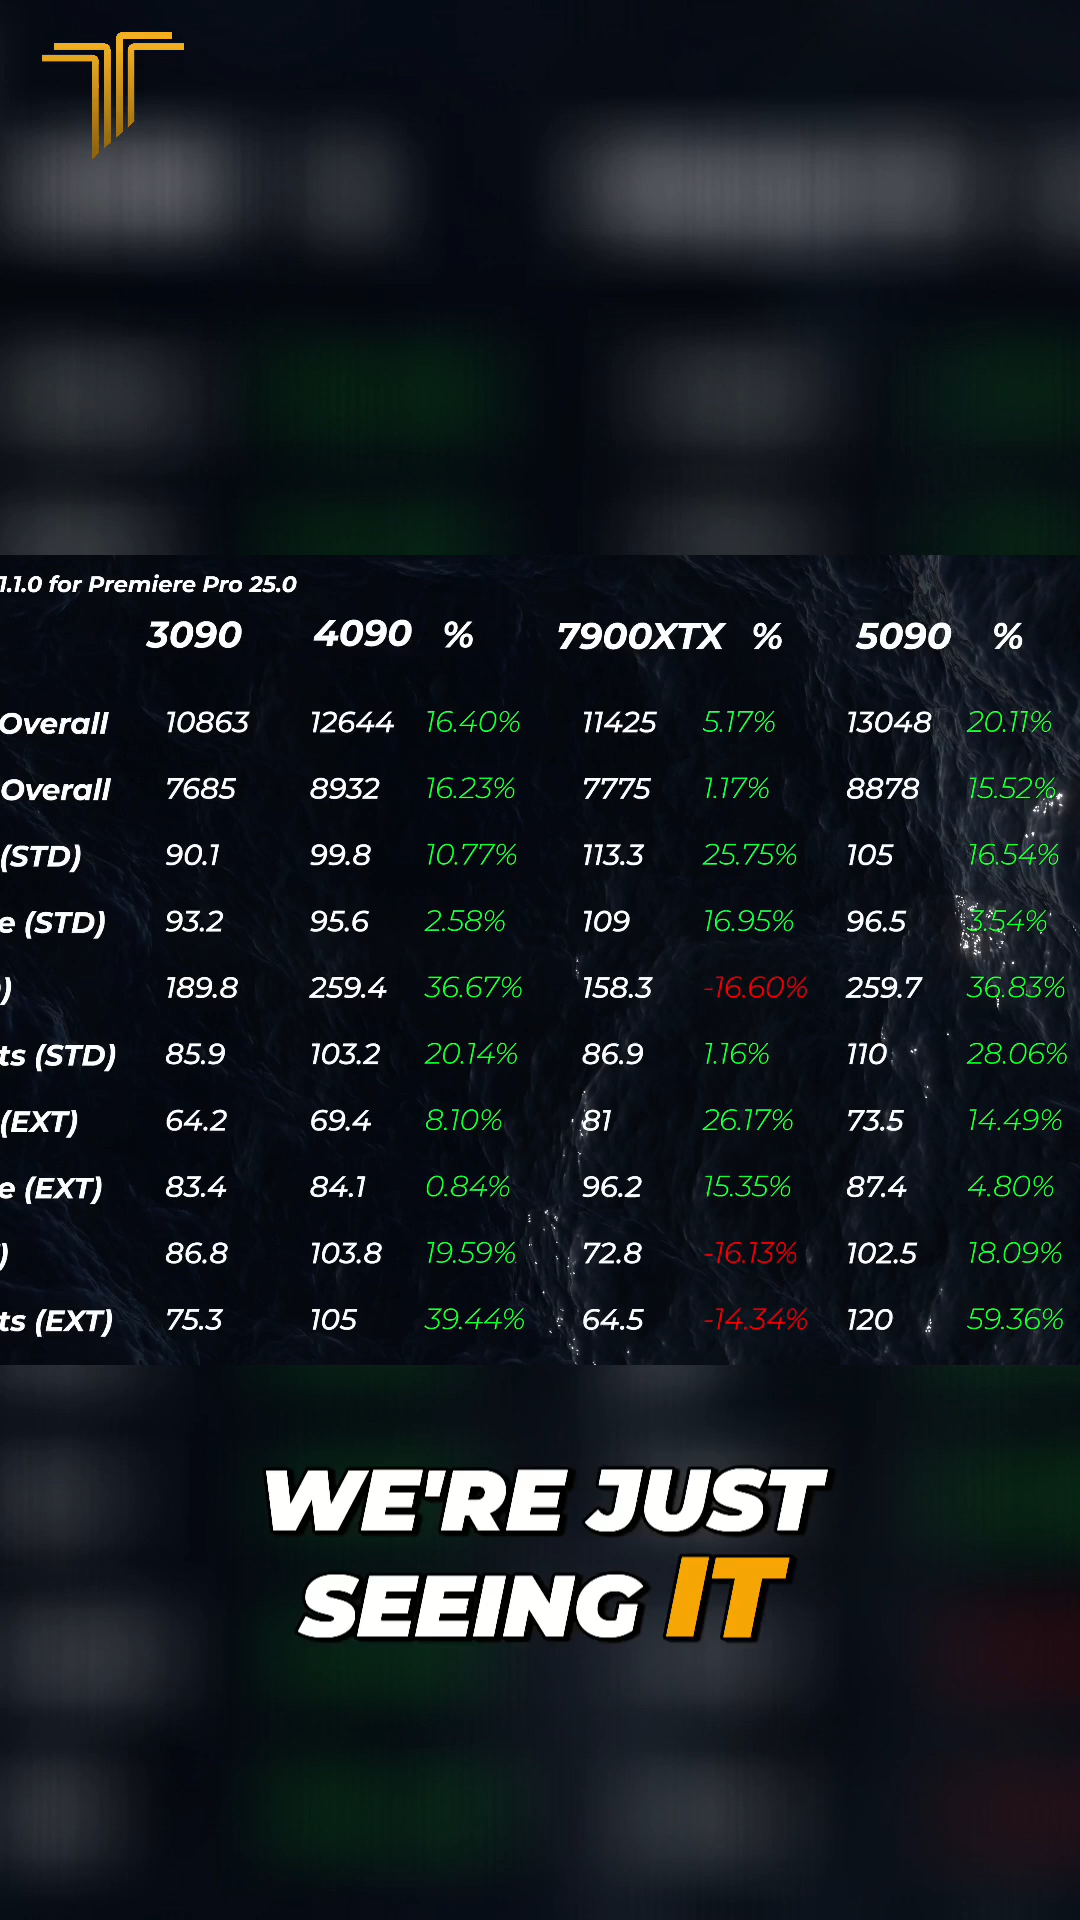 1.1.0 for Premiere Pro 25.0
3090 4090 % 7900XTX % 5090 %
Overall 10863 12644 16.40% 11425 5.17% 13048 20.11%
Overall 7685 8932 16.23% 7775 1.17% 8878 15.52%
(STD) 90.1 99.8 10.77% 113.3 25.75% 105 16.54%
e (STD) 93.2 95.6 2.58% 109 16.95% 96.5 3.54%
) 189.8 259.4 36.67% 158.3 -16.60% 259.7 36.83%
ts (STD) 85.9 103.2 20.14% 86.9 1.16% 110 28.06%
(EXT) 64.2 69.4 8.10% 81 26.17% 73.5 14.49%
e (EXT) 83.4 84.1 0.84% 96.2 15.35% 87.4 4.80%
) 86.8 103.8 19.59% 72.8 -16.13% 102.5 18.09%
ts (EXT) 75.3 105 39.44% 64.5 -14.34% 120 59.36%
WE'RE JUST
SEEING IT